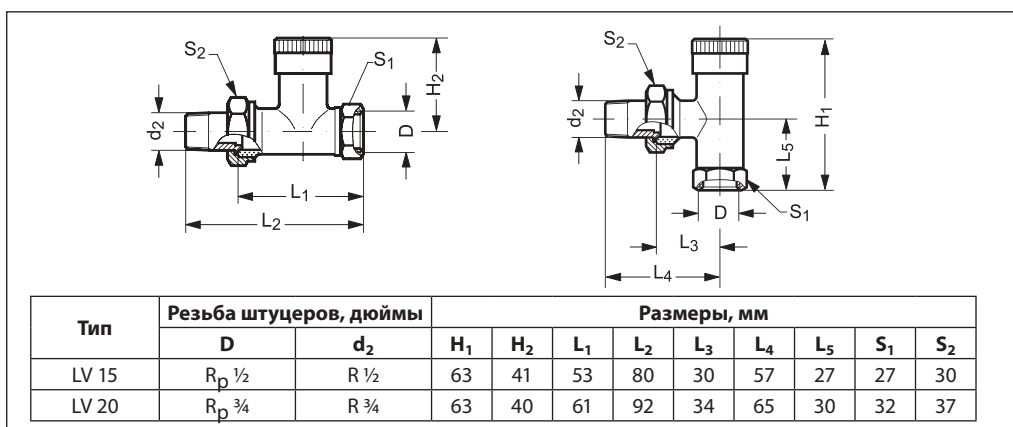 S₂
S₁
H₂
d₂
D
L₁
L₂
S₂
d₂
H₁
L₅
D
S₁
L₃
L₄
Тип Резьба штуцеров, дюймы Размеры, мм
D d₂ H₁ H₂ L₁ L₂ L₃ L₄ L₅ S₁ S₂
LV 15 Rp ½ R ½ 63 41 53 80 30 57 27 27 30
LV 20 Rp ¾ R ¾ 63 40 61 92 34 65 30 32 37